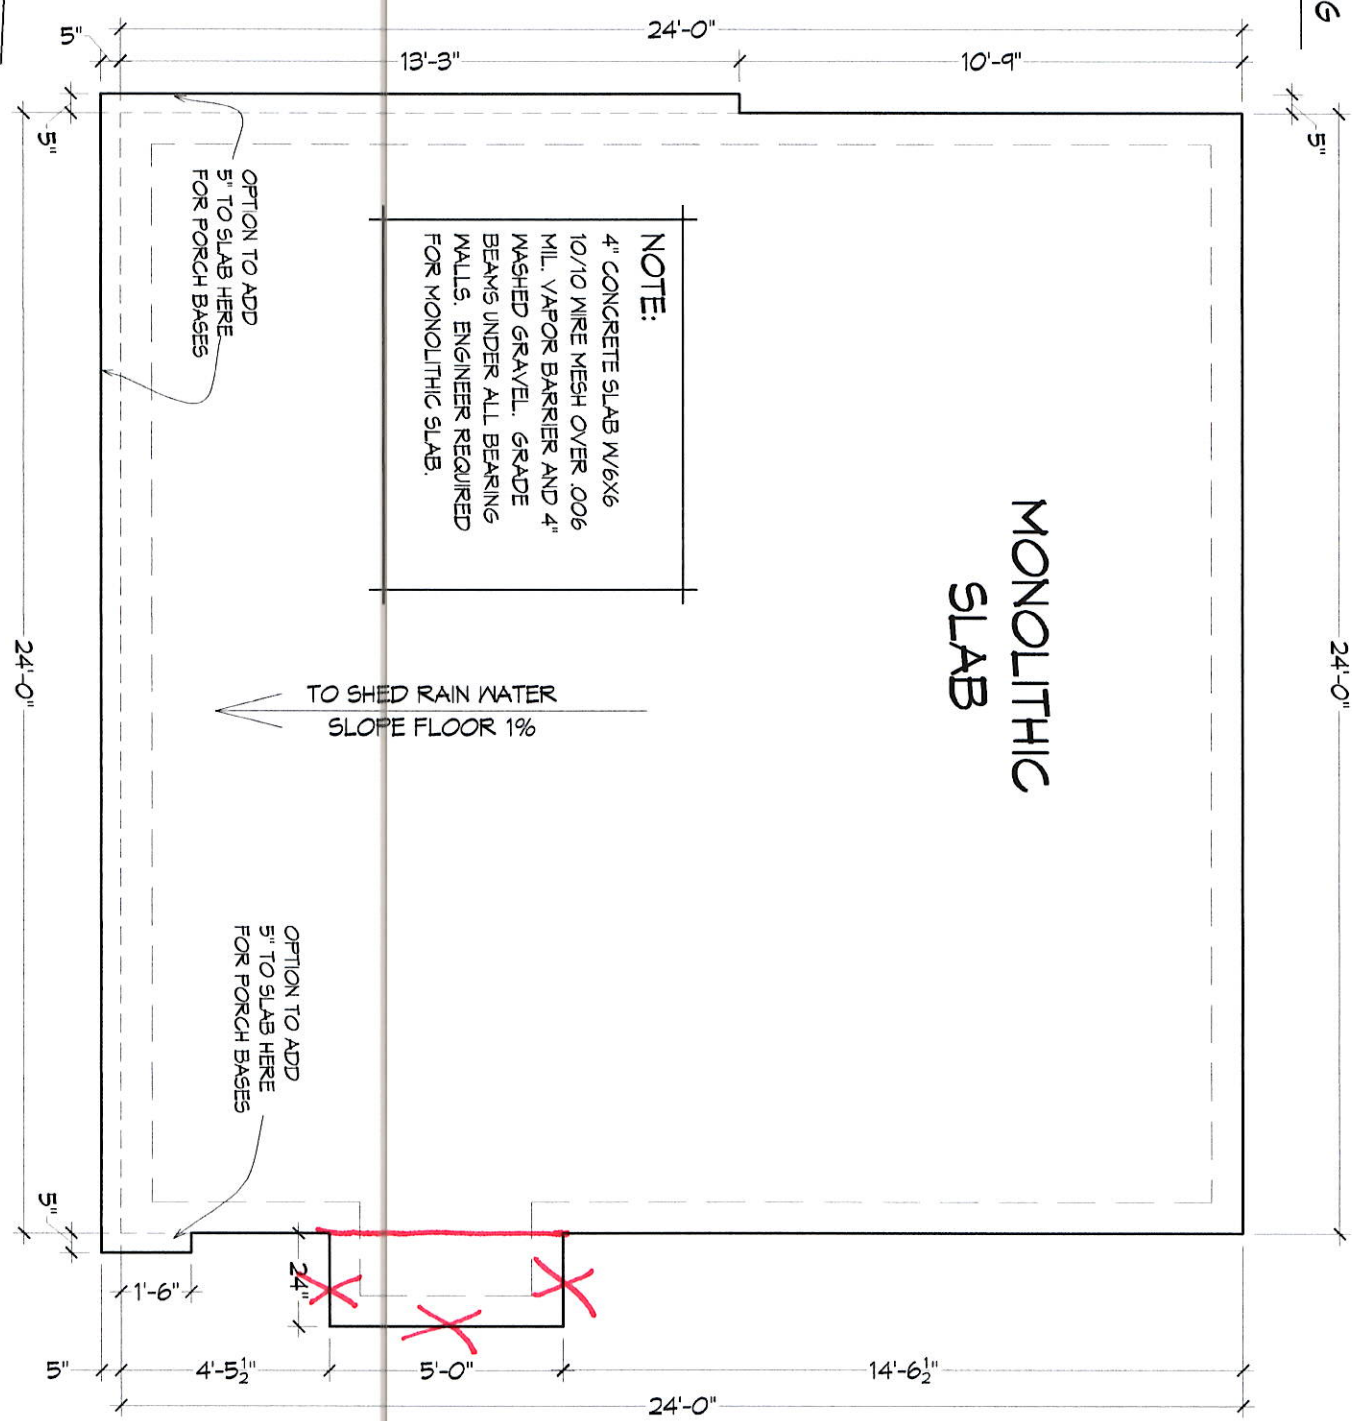 G
24'-0"
5"
13'-3"
10'-9"
5"
5"
OPTION TO ADD
5" TO SLAB HERE
FOR PORCH BASES
NOTE:
4" CONCRETE SLAB W/6X6
10/10 WIRE MESH OVER .006
MIL. VAPOR BARRIER AND 4"
WASHED GRAVEL. GRADE
BEAMS UNDER ALL BEARING
WALLS. ENGINEER REQUIRED
FOR MONOLITHIC SLAB.
MONOLITHIC
SLAB
24'-0"
24'-0"
TO SHED RAIN WATER
SLOPE FLOOR 1%
OPTION TO ADD
5" TO SLAB HERE
FOR PORCH BASES
5"
1'-6"
24"
5"
4'-5½"
5'-0"
14'-6½"
24'-0"